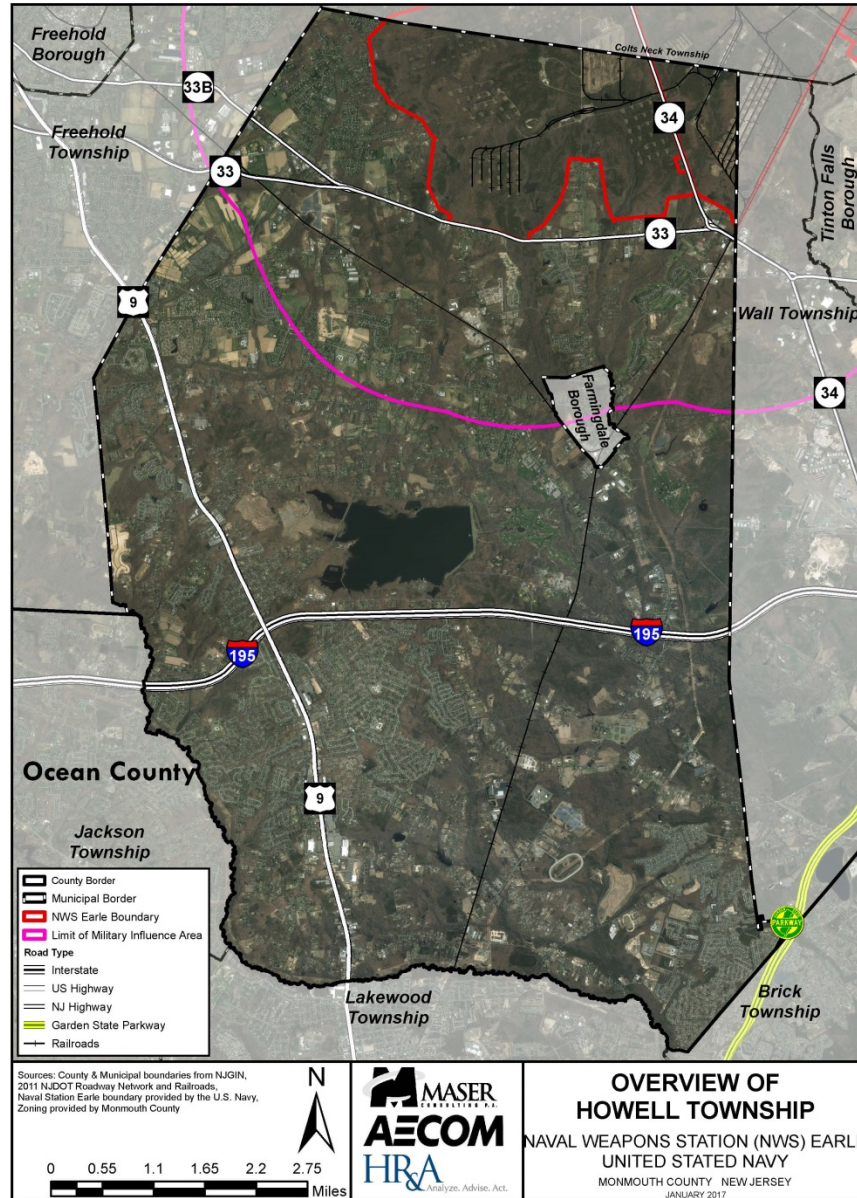 Freehold
Borough
Colts Neck Township
33B
34
Freehold
Township
33
Tinton Falls
Borough
33
9
Wall Township
Farmingdale
Borough
34
195
195
Ocean County
9
Jackson
Township
PARKWAY
Lakewood
Township
Brick
Township
County Border
Municipal Border
NWS Earle Boundary
Limit of Military Influence Area
Road Type
Interstate
US Highway
NJ Highway
Garden State Parkway
Railroads
Sources: County & Municipal boundaries from NJGIN,
2011 NJDOT Roadway Network and Railroads,
Naval Station Earle boundary provided by the U.S. Navy,
Zoning provided by Monmouth County
N
0 0.55 1.1 1.65 2.2 2.75
Miles
MASER
CONSULTING P.A.
AECOM
HR&A
Analyze. Advise. Act.
OVERVIEW OF
HOWELL TOWNSHIP
NAVAL WEAPONS STATION (NWS) EARLE
UNITED STATED NAVY
MONMOUTH COUNTY NEW JERSEY
JANUARY 2017